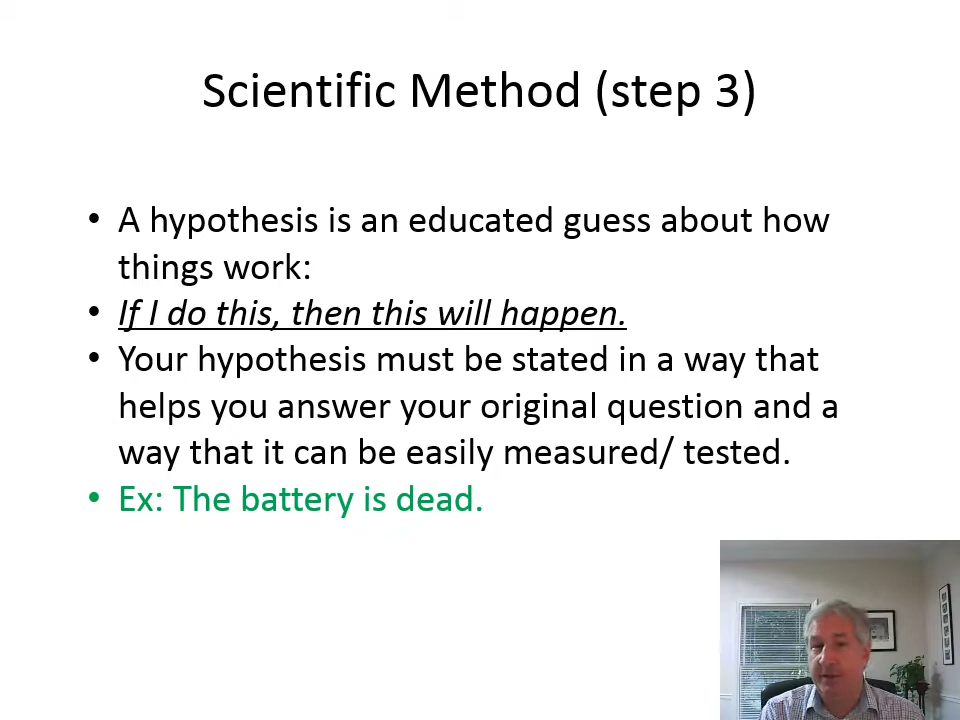 Scientific Method (step 3)
• A hypothesis is an educated guess about how
things work:
• If I do this, then this will happen.
• Your hypothesis must be stated in a way that
helps you answer your original question and a
way that it can be easily measured/ tested.
• Ex: The battery is dead.